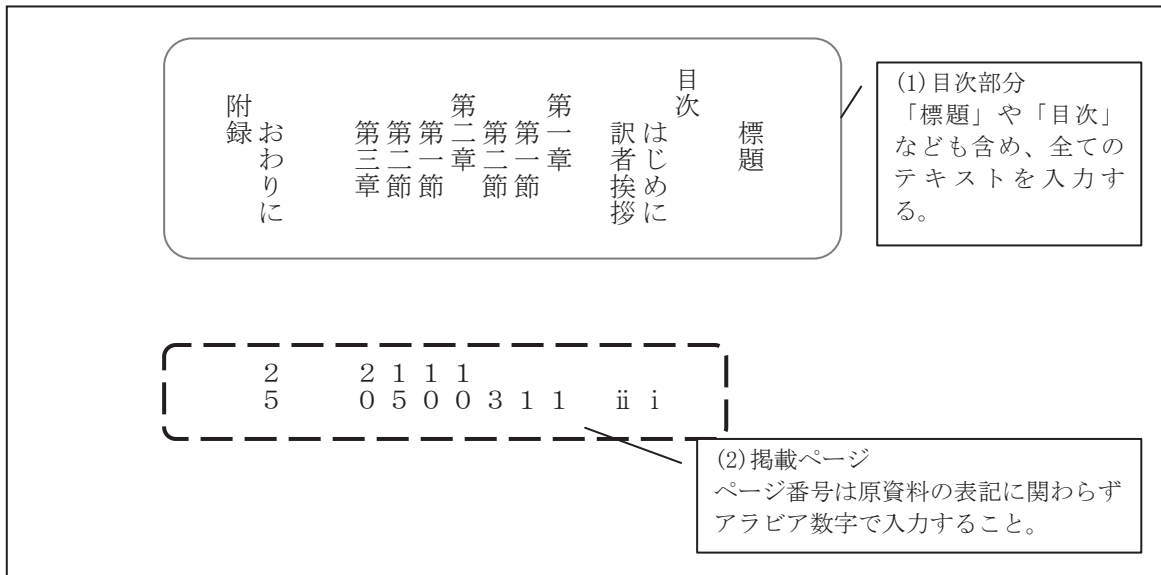 標題
目次
はじめに
訳者挨拶
第一章
第一節
第二節
第二章
第一節
第二節
第三章
おわりに
附録
(1)目次部分
「標題」や「目次」
なども含め、全ての
テキストを入力す
る。
ⅰ
ⅱ
1
1
3
10
10
15
20
25
(2)掲載ページ
ページ番号は原資料の表記に関わらず
アラビア数字で入力すること。